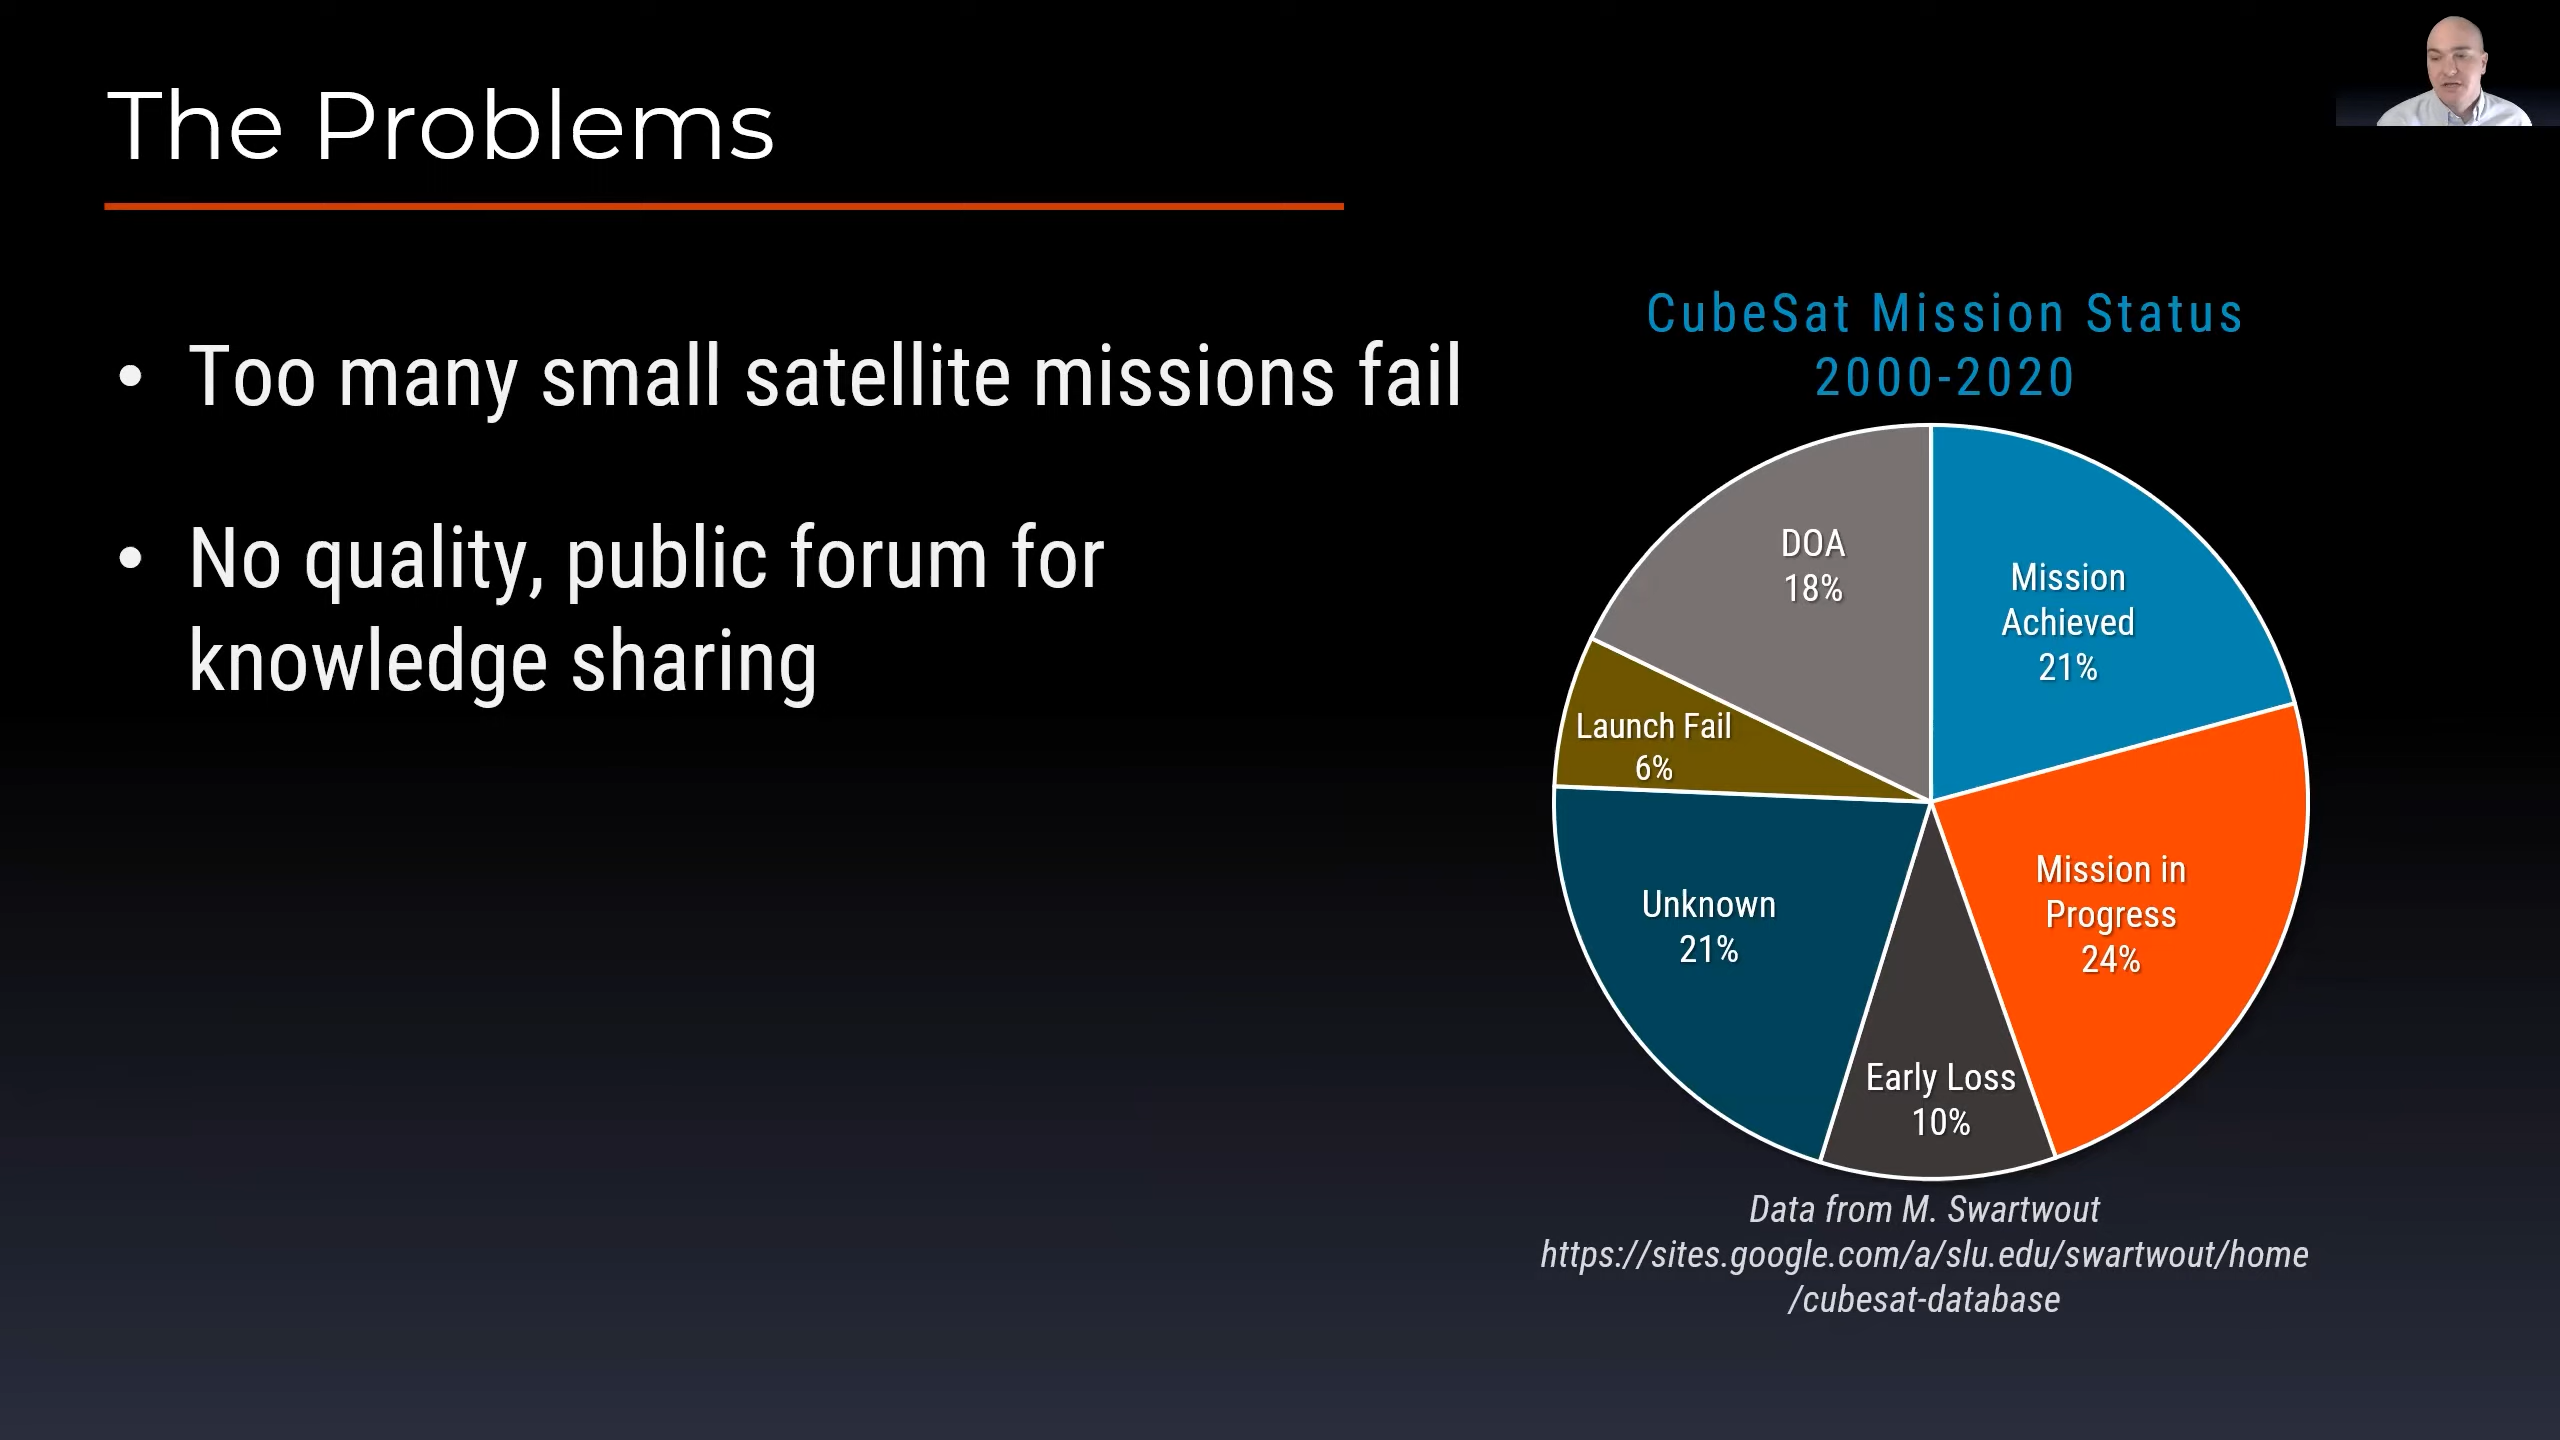 The Problems
• Too many small satellite missions fail
• No quality, public forum for
knowledge sharing
CubeSat Mission Status
2000-2020
DOA
18%
Mission
Achieved
21%
Launch Fail
6%
Mission in
Progress
24%
Unknown
21%
Early Loss
10%
Data from M. Swartwout
https://sites.google.com/a/slu.edu/swartwout/home
/cubesat-database